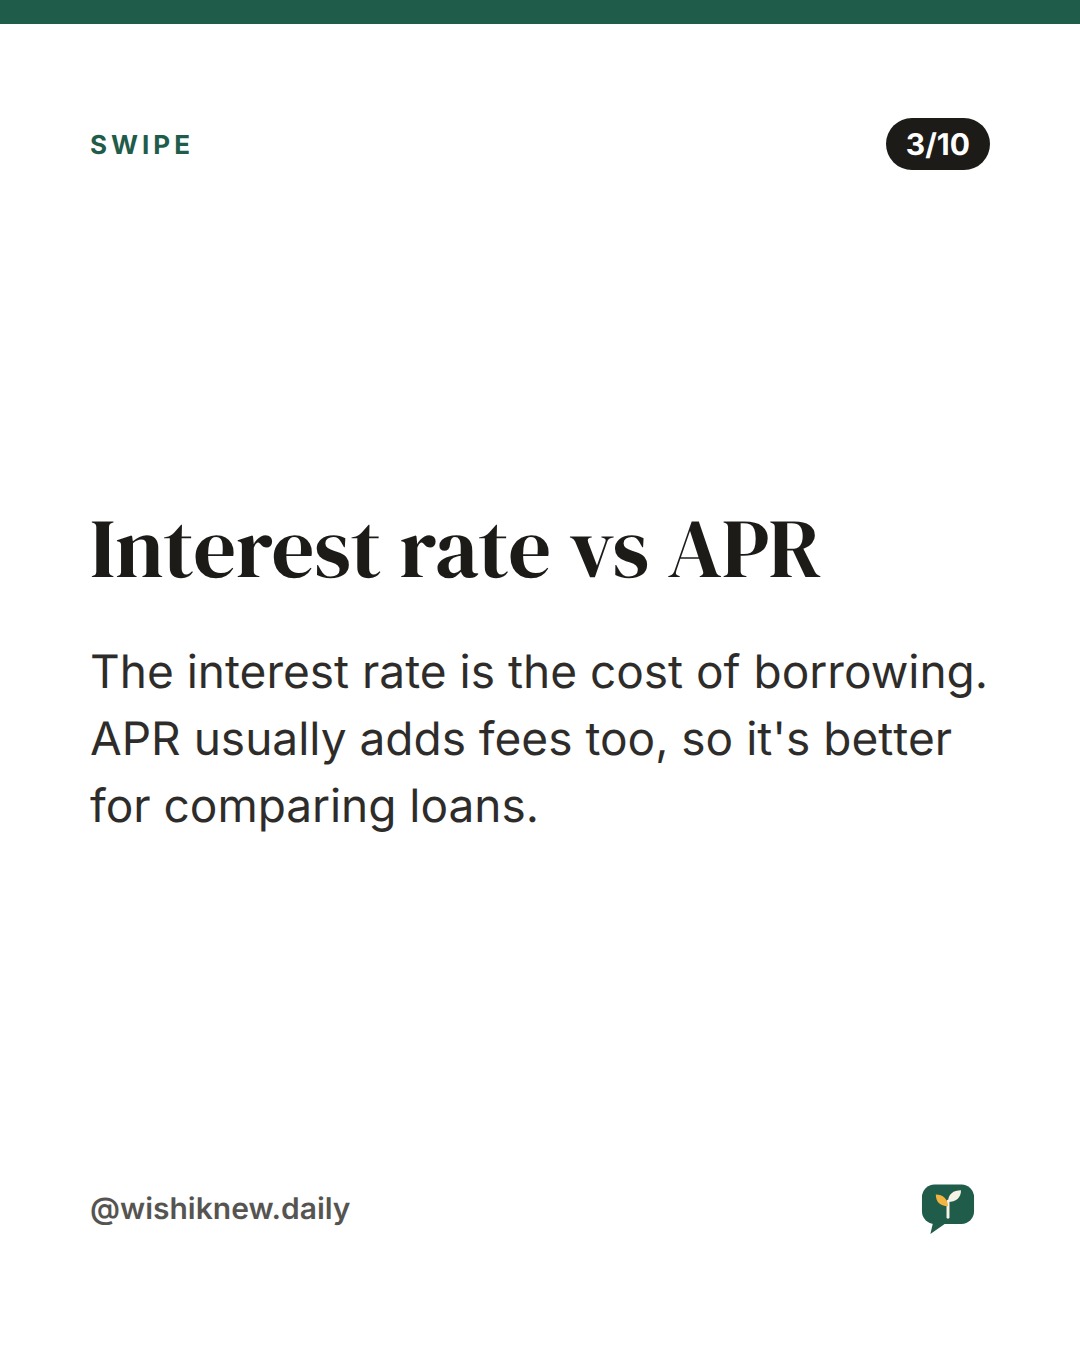 SWIPE
3/10
Interest rate vs APR
The interest rate is the cost of borrowing.
APR usually adds fees too, so it's better
for comparing loans.
@wishiknew.daily